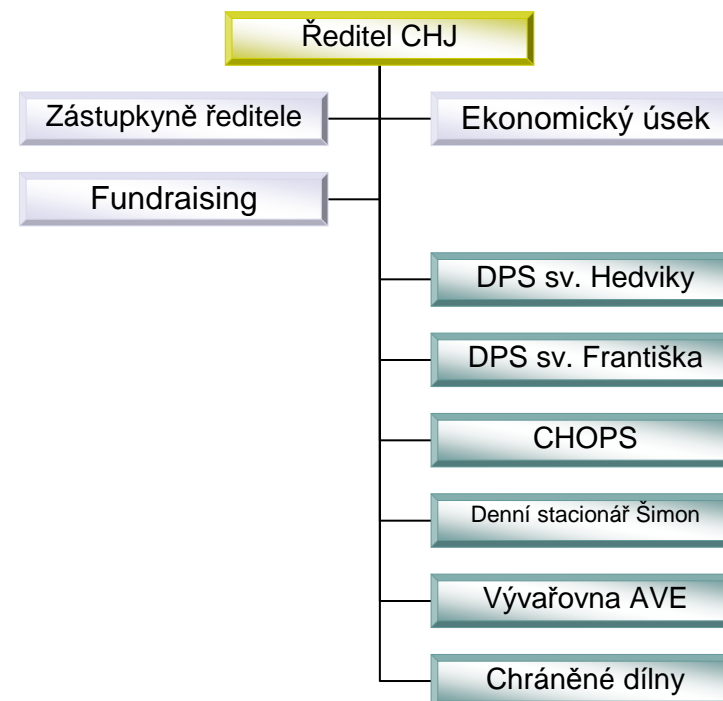 Ředitel CHJ
Zástupkyně ředitele
Ekonomický úsek
Fundraising
DPS sv. Hedviky
DPS sv. Františka
CHOPS
Denní stacionář Šimon
Vývařovna AVE
Chráněné dílny